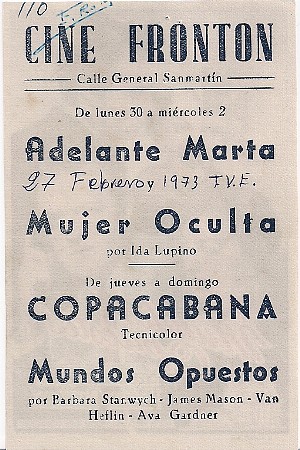 110
CINE FRONTON
Calle General Sanmartín
De lunes 30 a miércoles 2
Adelante Marta
27 Febrero 1973 T.V.E.
Mujer Oculta
por Ida Lupino
De jueves a domingo
COPACABANA
Tecnicolor
Mundos Opuestos
por Barbara Stanwych - James Mason - Van
Heflin - Ava Gardner